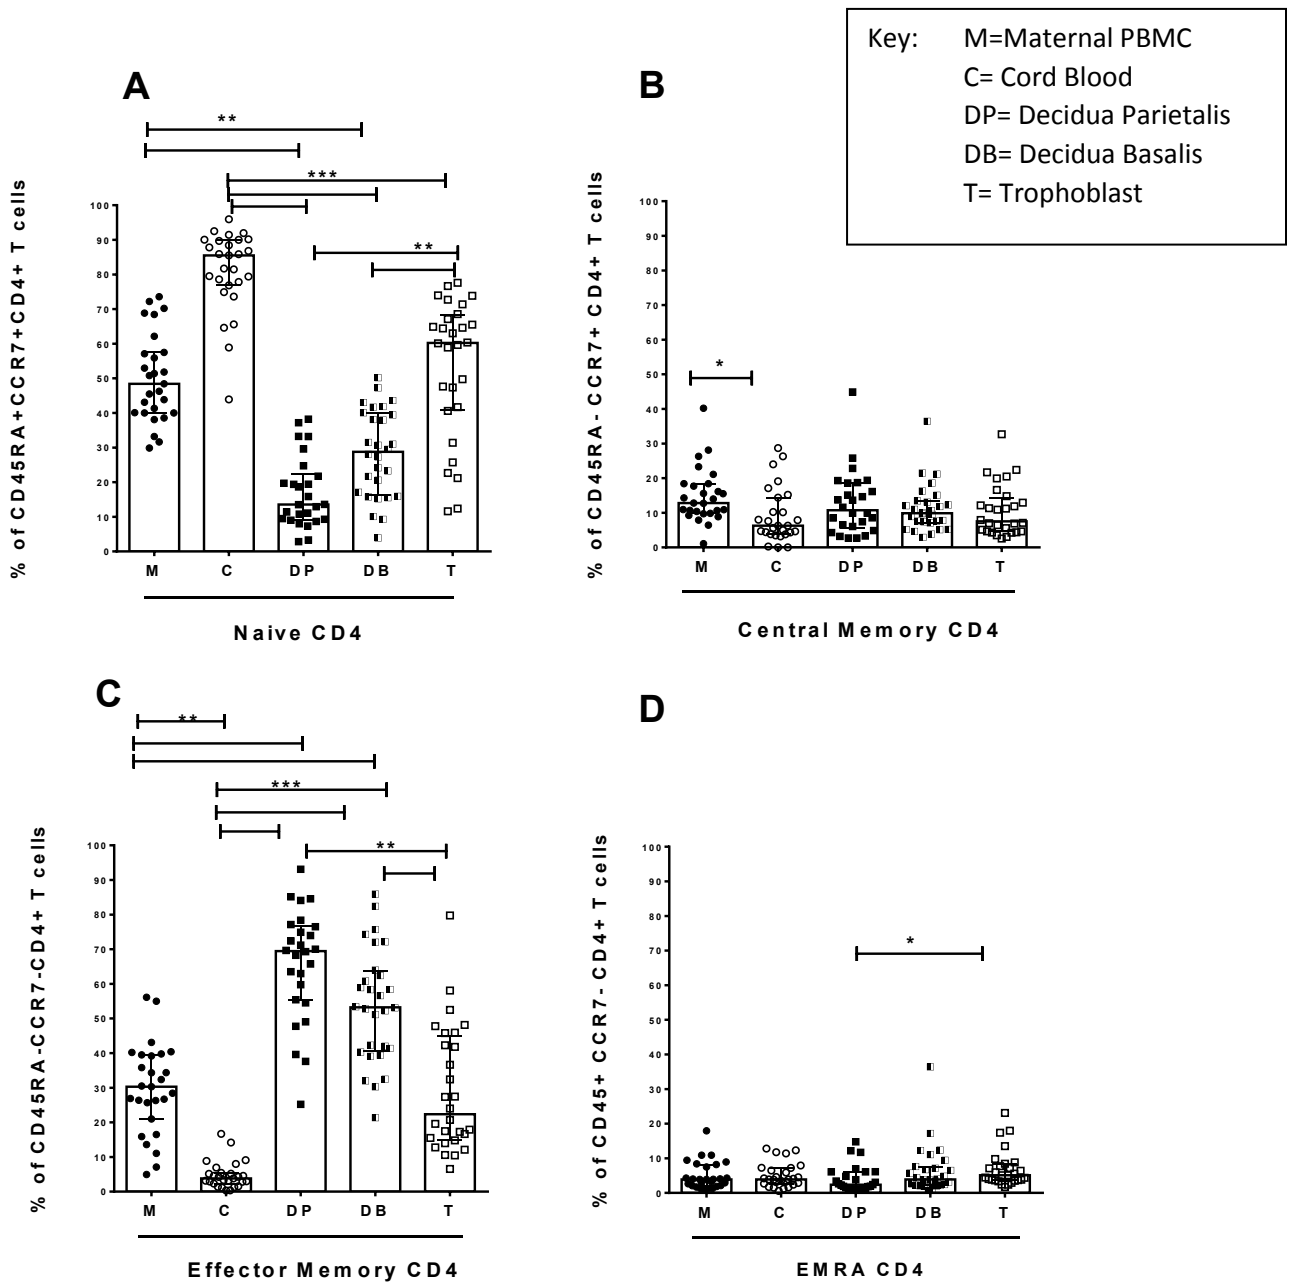 Key: M=Maternal PBMC
C= Cord Blood
DP= Decidua Parietalis
DB= Decidua Basalis
T= Trophoblast
A
**
***
**
% of CD45RA+CCR7+CD4+ T cells
100
90
80
70
60
50
40
30
20
10
0
M C DP DB T
Naive CD4
B
*
% of CD45RA-CCR7+ CD4+ T cells
100
90
80
70
60
50
40
30
20
10
0
M C DP DB T
Central Memory CD4
C
**
***
**
% of CD45RA-CCR7-CD4+ T cells
100
90
80
70
60
50
40
30
20
10
0
M C DP DB T
Effector Memory CD4
D
*
% of CD45+ CCR7-CD4+ T cells
100
90
80
70
60
50
40
30
20
10
0
M C DP DB T
EMRA CD4